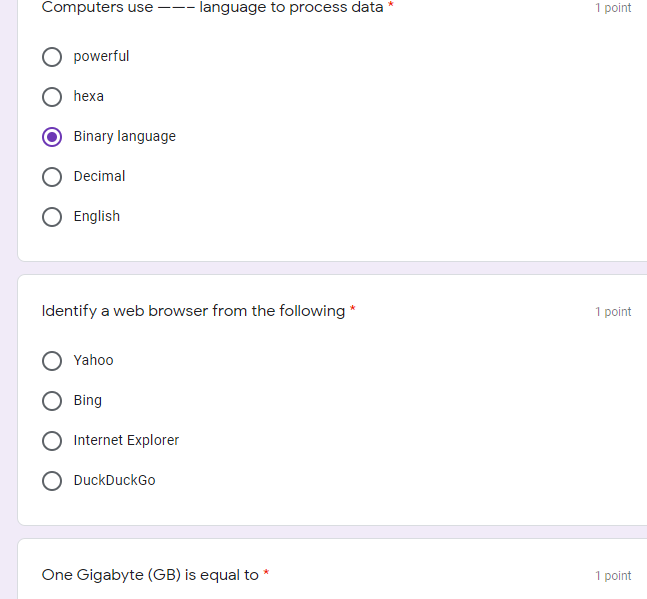 Computers use ——– language to process data *
1 point
powerful
hexa
Binary language
Decimal
English
Identify a web browser from the following *
1 point
Yahoo
Bing
Internet Explorer
DuckDuckGo
One Gigabyte (GB) is equal to *
1 point